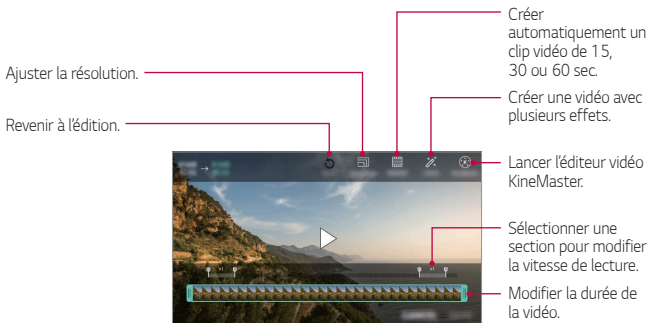 Ajuster la résolution.
Revenir à l'édition.
Créer
automatiquement un
clip vidéo de 15,
30 ou 60 sec.
Créer une vidéo avec
plusieurs effets.
Lancer l'éditeur vidéo
KineMaster.
Sélectionner une
section pour modifier
la vitesse de lecture.
Modifier la durée de
la vidéo.